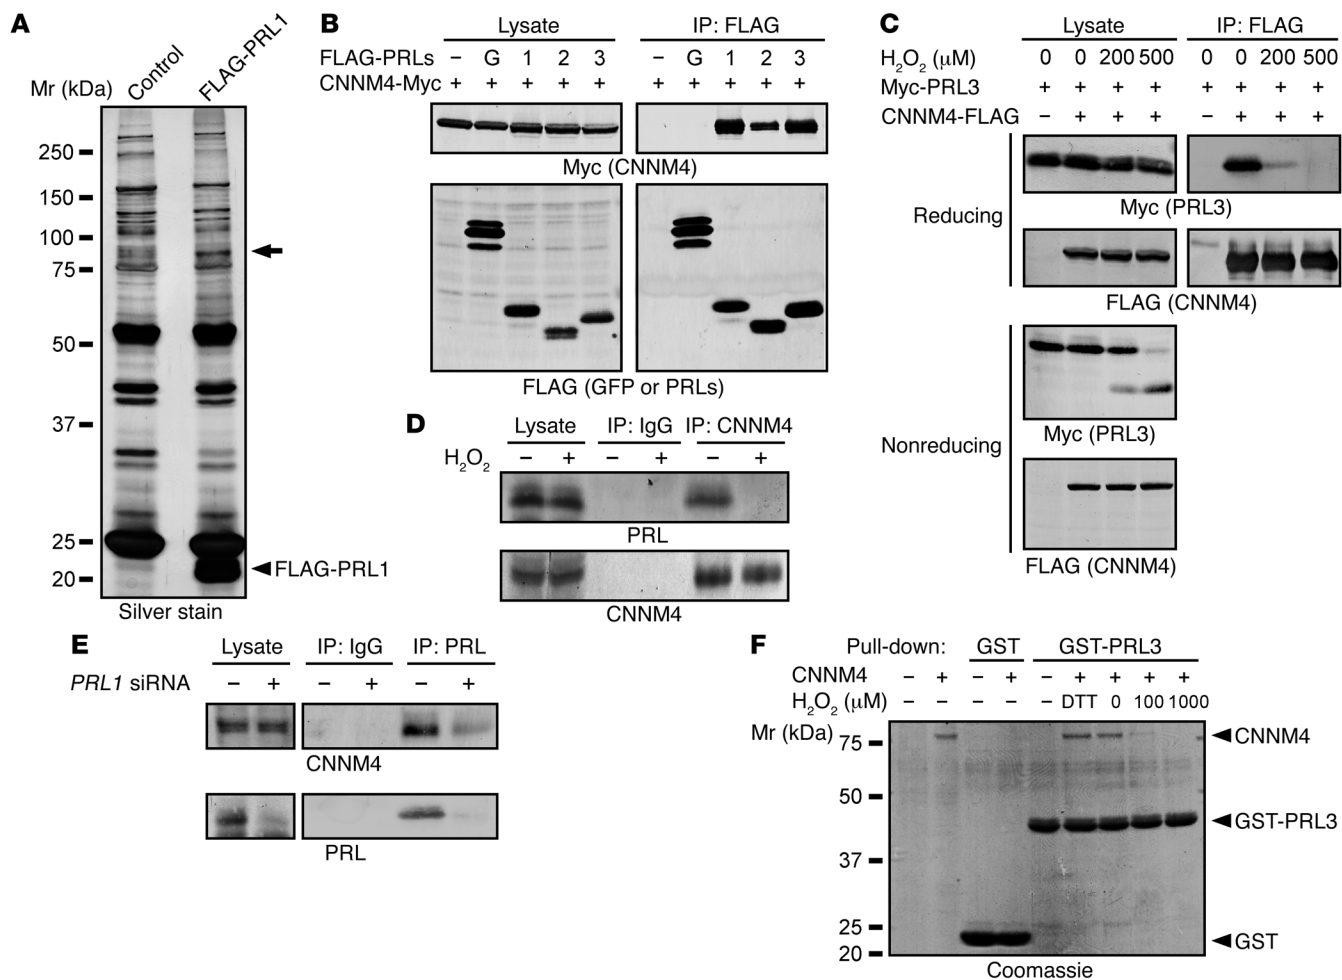 A
Control
FLAG-PRL1
Mr (kDa)
250
150
100
75
50
37
25
20
FLAG-PRL1
Silver stain
B
Lysate
IP: FLAG
FLAG-PRLs – G 1 2 3 – G 1 2 3
CNNM4-Myc + + + + + + + + + +
Myc (CNNM4)
FLAG (GFP or PRLs)
C
Lysate
IP: FLAG
H₂O₂ (μM) 0 0 200 500 0 0 200 500
Myc-PRL3 + + + + + + + +
CNNM4-FLAG – + + + – + + +
Reducing
Myc (PRL3)
FLAG (CNNM4)
Nonreducing
Myc (PRL3)
FLAG (CNNM4)
D
Lysate
IP: IgG
IP: CNNM4
H₂O₂ – + – + – +
PRL
CNNM4
E
Lysate
IP: IgG
IP: PRL
PRL1 siRNA – + – + – +
CNNM4
PRL
F
Pull-down: GST GST-PRL3
CNNM4 – + – + – + + + +
H₂O₂ (μM) – – – – – DTT 0 100 1000
Mr (kDa)
75
50
37
25
20
CNNM4
GST-PRL3
GST
Coomassie